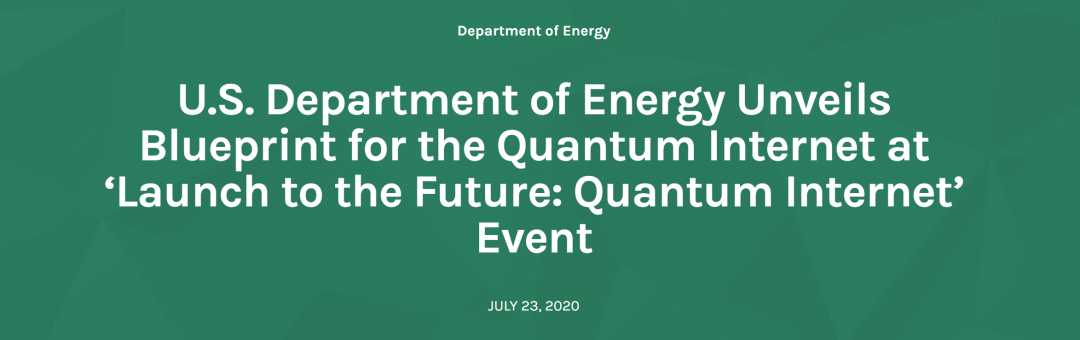 Department of Energy
U.S. Department of Energy Unveils
Blueprint for the Quantum Internet at
‘Launch to the Future: Quantum Internet’
Event
JULY 23, 2020